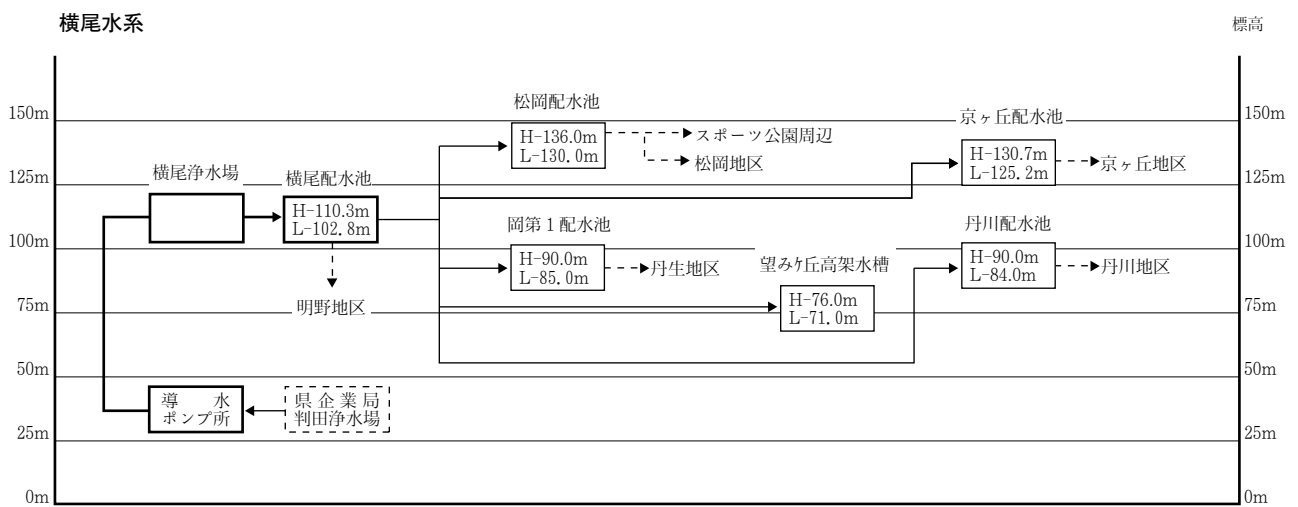 横尾水系
標高
150m
125m
100m
75m
50m
25m
0m
横尾浄水場
横尾配水池
H-110.3m
L-102.8m
明野地区
導 水
ポンプ所
県企業局
判田浄水場
松岡配水池
H-136.0m
L-130.0m
スポーツ公園周辺
松岡地区
岡第1配水池
H-90.0m
L-85.0m
丹生地区
望みケ丘高架水槽
H-76.0m
L-71.0m
京ヶ丘配水池
H-130.7m
L-125.2m
京ヶ丘地区
丹川配水池
H-90.0m
L-84.0m
丹川地区
150m
125m
100m
75m
50m
25m
0m